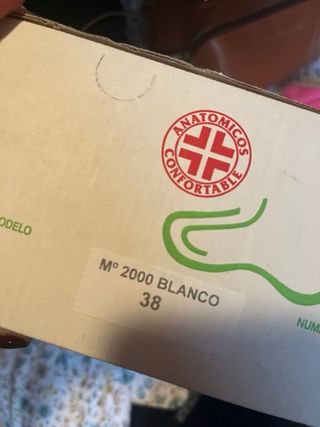 ANATOMICOS
CONFORTABLE
ODELO
Mº 2000 BLANCO
38
NUM